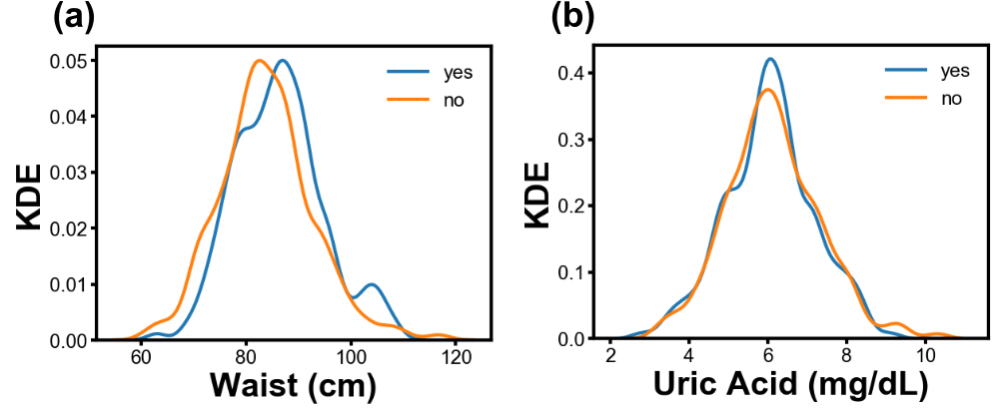 (a)
KDE
0.05
0.04
0.03
0.02
0.01
0.00
60 80 100 120
Waist (cm)
yes
no
(b)
KDE
0.4
0.3
0.2
0.1
0.0
2 4 6 8 10
Uric Acid (mg/dL)
yes
no